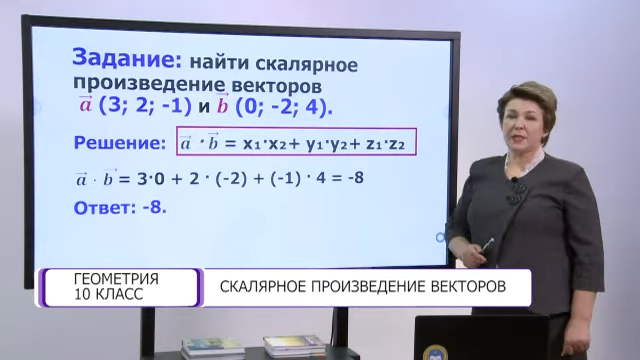 Задание: найти скалярное
произведение векторов
a⃗ (3; 2; -1) и b⃗ (0; -2; 4).
Решение: a⃗ · b⃗ = x₁·x₂+ y₁·y₂+ z₁·z₂
a⃗ · b⃗ = 3·0 + 2 · (-2) + (-1) · 4 = -8
Ответ: -8.
ГЕОМЕТРИЯ
10 КЛАСС
СКАЛЯРНОЕ ПРОИЗВЕДЕНИЕ ВЕКТОРОВ